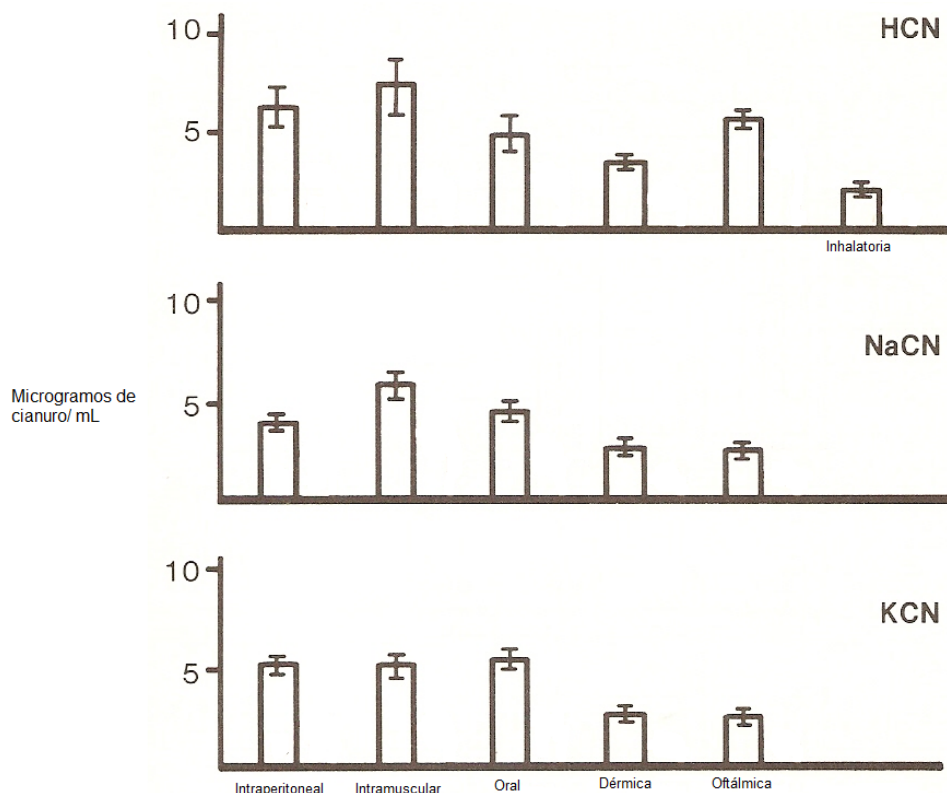 10
HCN
5
Inhalatoria
10
NaCN
Microgramos de
cianuro/ mL
5
10
KCN
5
Intraperitoneal Intramuscular Oral Dérmica Oftálmica